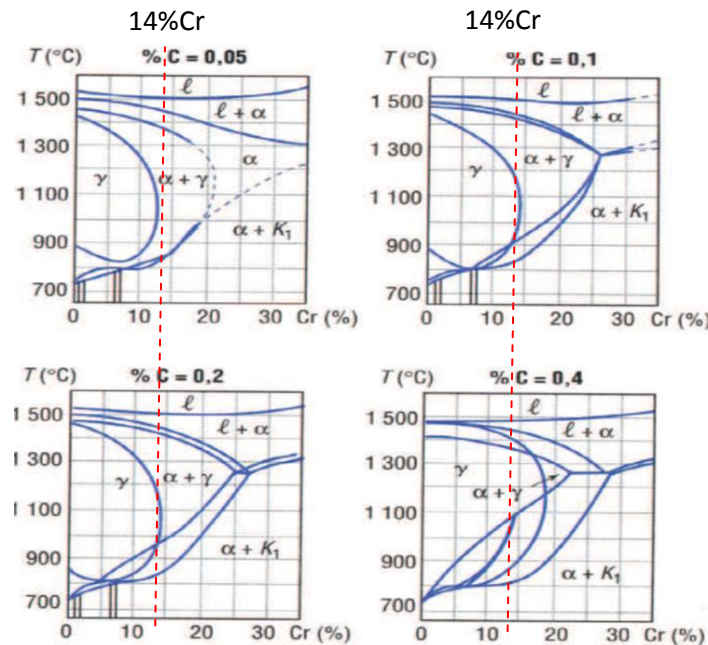 14%Cr
14%Cr
T (°C) % C = 0,05
1 500
1 300
1 100
900
700
ℓ
ℓ + α
α
γ
α + γ
α + K₁
0 10 20 30 Cr (%)
T (°C) % C = 0,1
1 500
1 300
1 100
900
700
ℓ
ℓ + α
γ
α + γ
α + K₁
0 10 20 30 Cr (%)
T (°C) % C = 0,2
1 500
1 300
1 100
900
700
ℓ
ℓ + α
γ
α + γ
α + K₁
0 10 20 30 Cr (%)
T (°C) % C = 0,4
1 500
1 300
1 100
900
700
ℓ
ℓ + α
γ
α + γ
α + K₁
0 10 20 30 Cr (%)